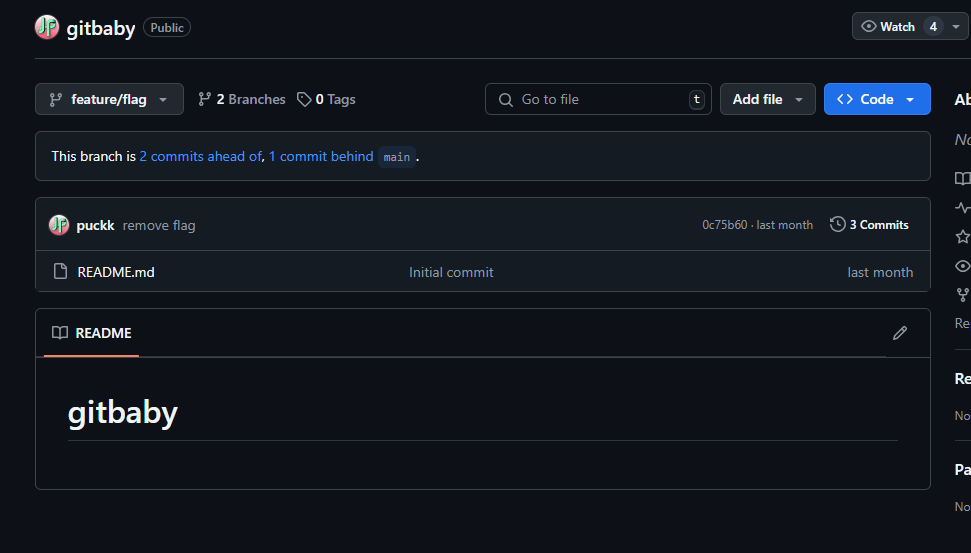 JP gitbaby Public Watch 4
feature/flag 2 Branches 0 Tags Go to file t Add file Code
This branch is 2 commits ahead of, 1 commit behind main .
JP puckk remove flag 0c75b60 · last month 3 Commits
README.md Initial commit last month
README
gitbaby
Ab
No
Re
Re
No
Pa
No